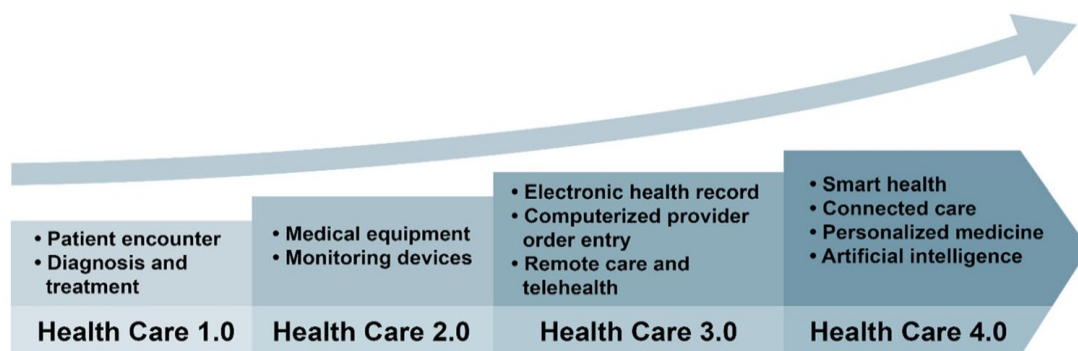 • Patient encounter
• Diagnosis and
treatment
Health Care 1.0
• Medical equipment
• Monitoring devices
Health Care 2.0
• Electronic health record
• Computerized provider
order entry
• Remote care and
telehealth
Health Care 3.0
• Smart health
• Connected care
• Personalized medicine
• Artificial intelligence
Health Care 4.0